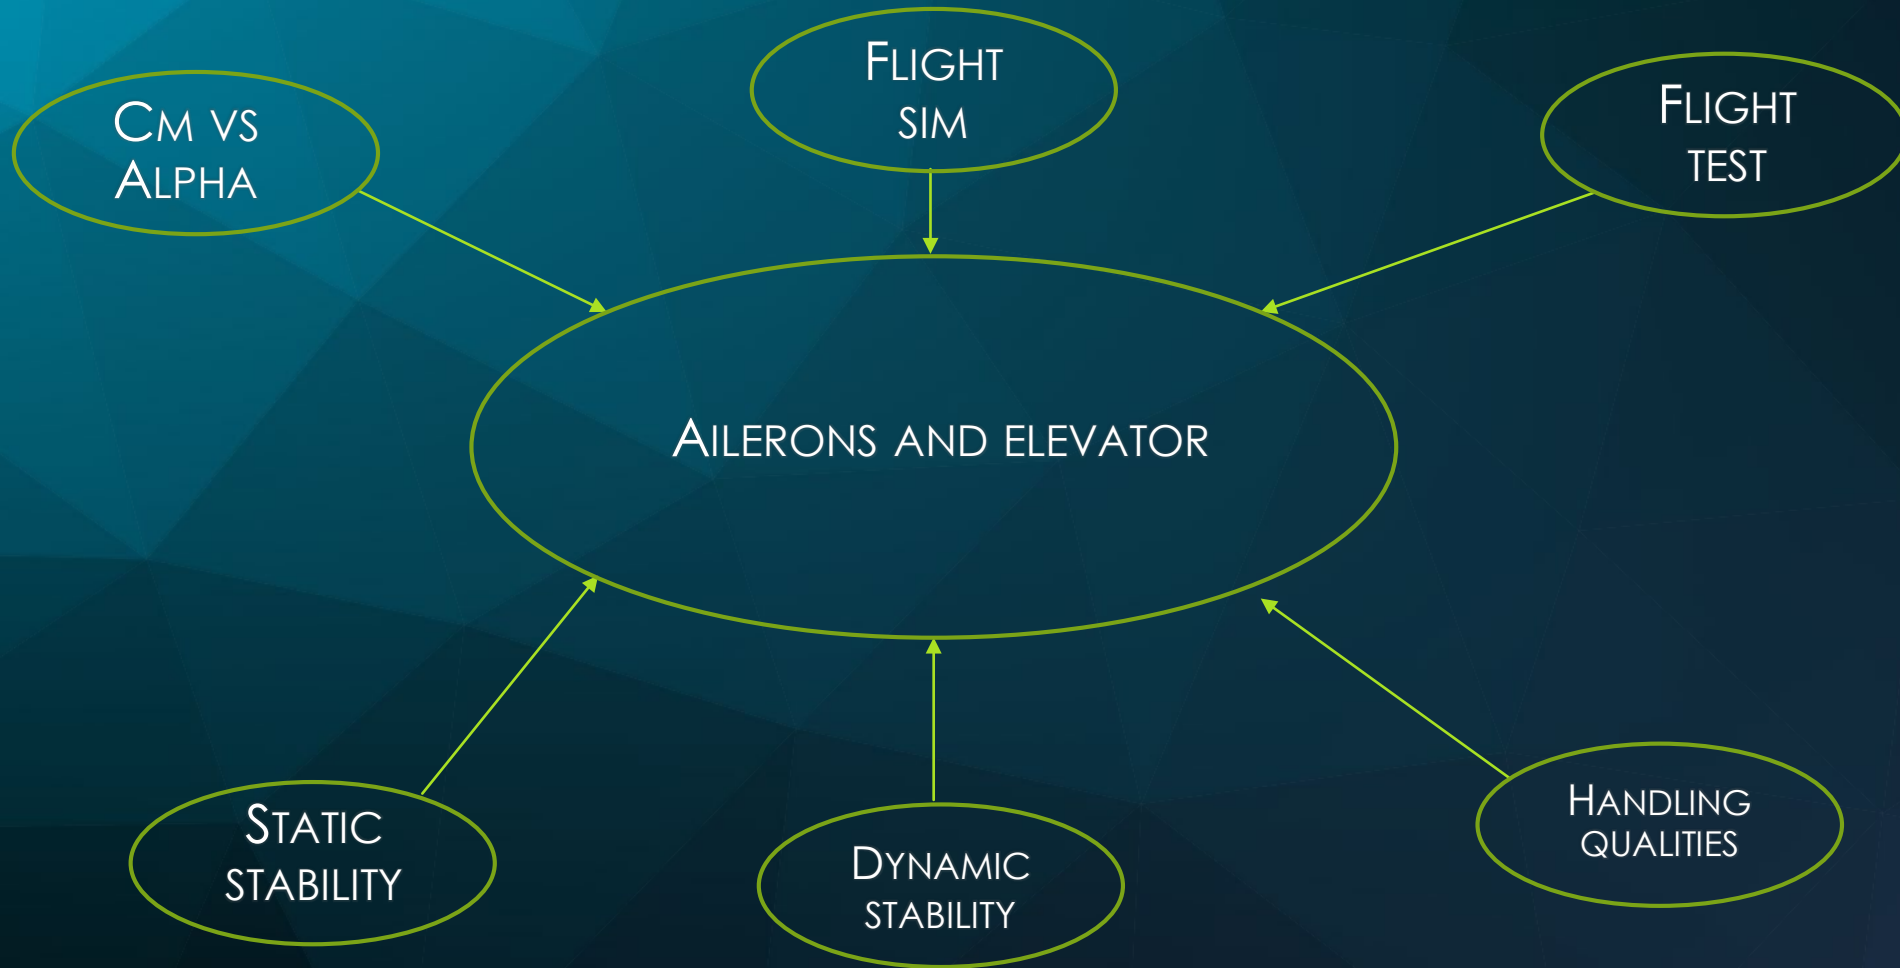 Flight
sim
Cm vs
Alpha
Flight
test
Ailerons and elevator
Static
stability
Dynamic
stability
Handling
qualities